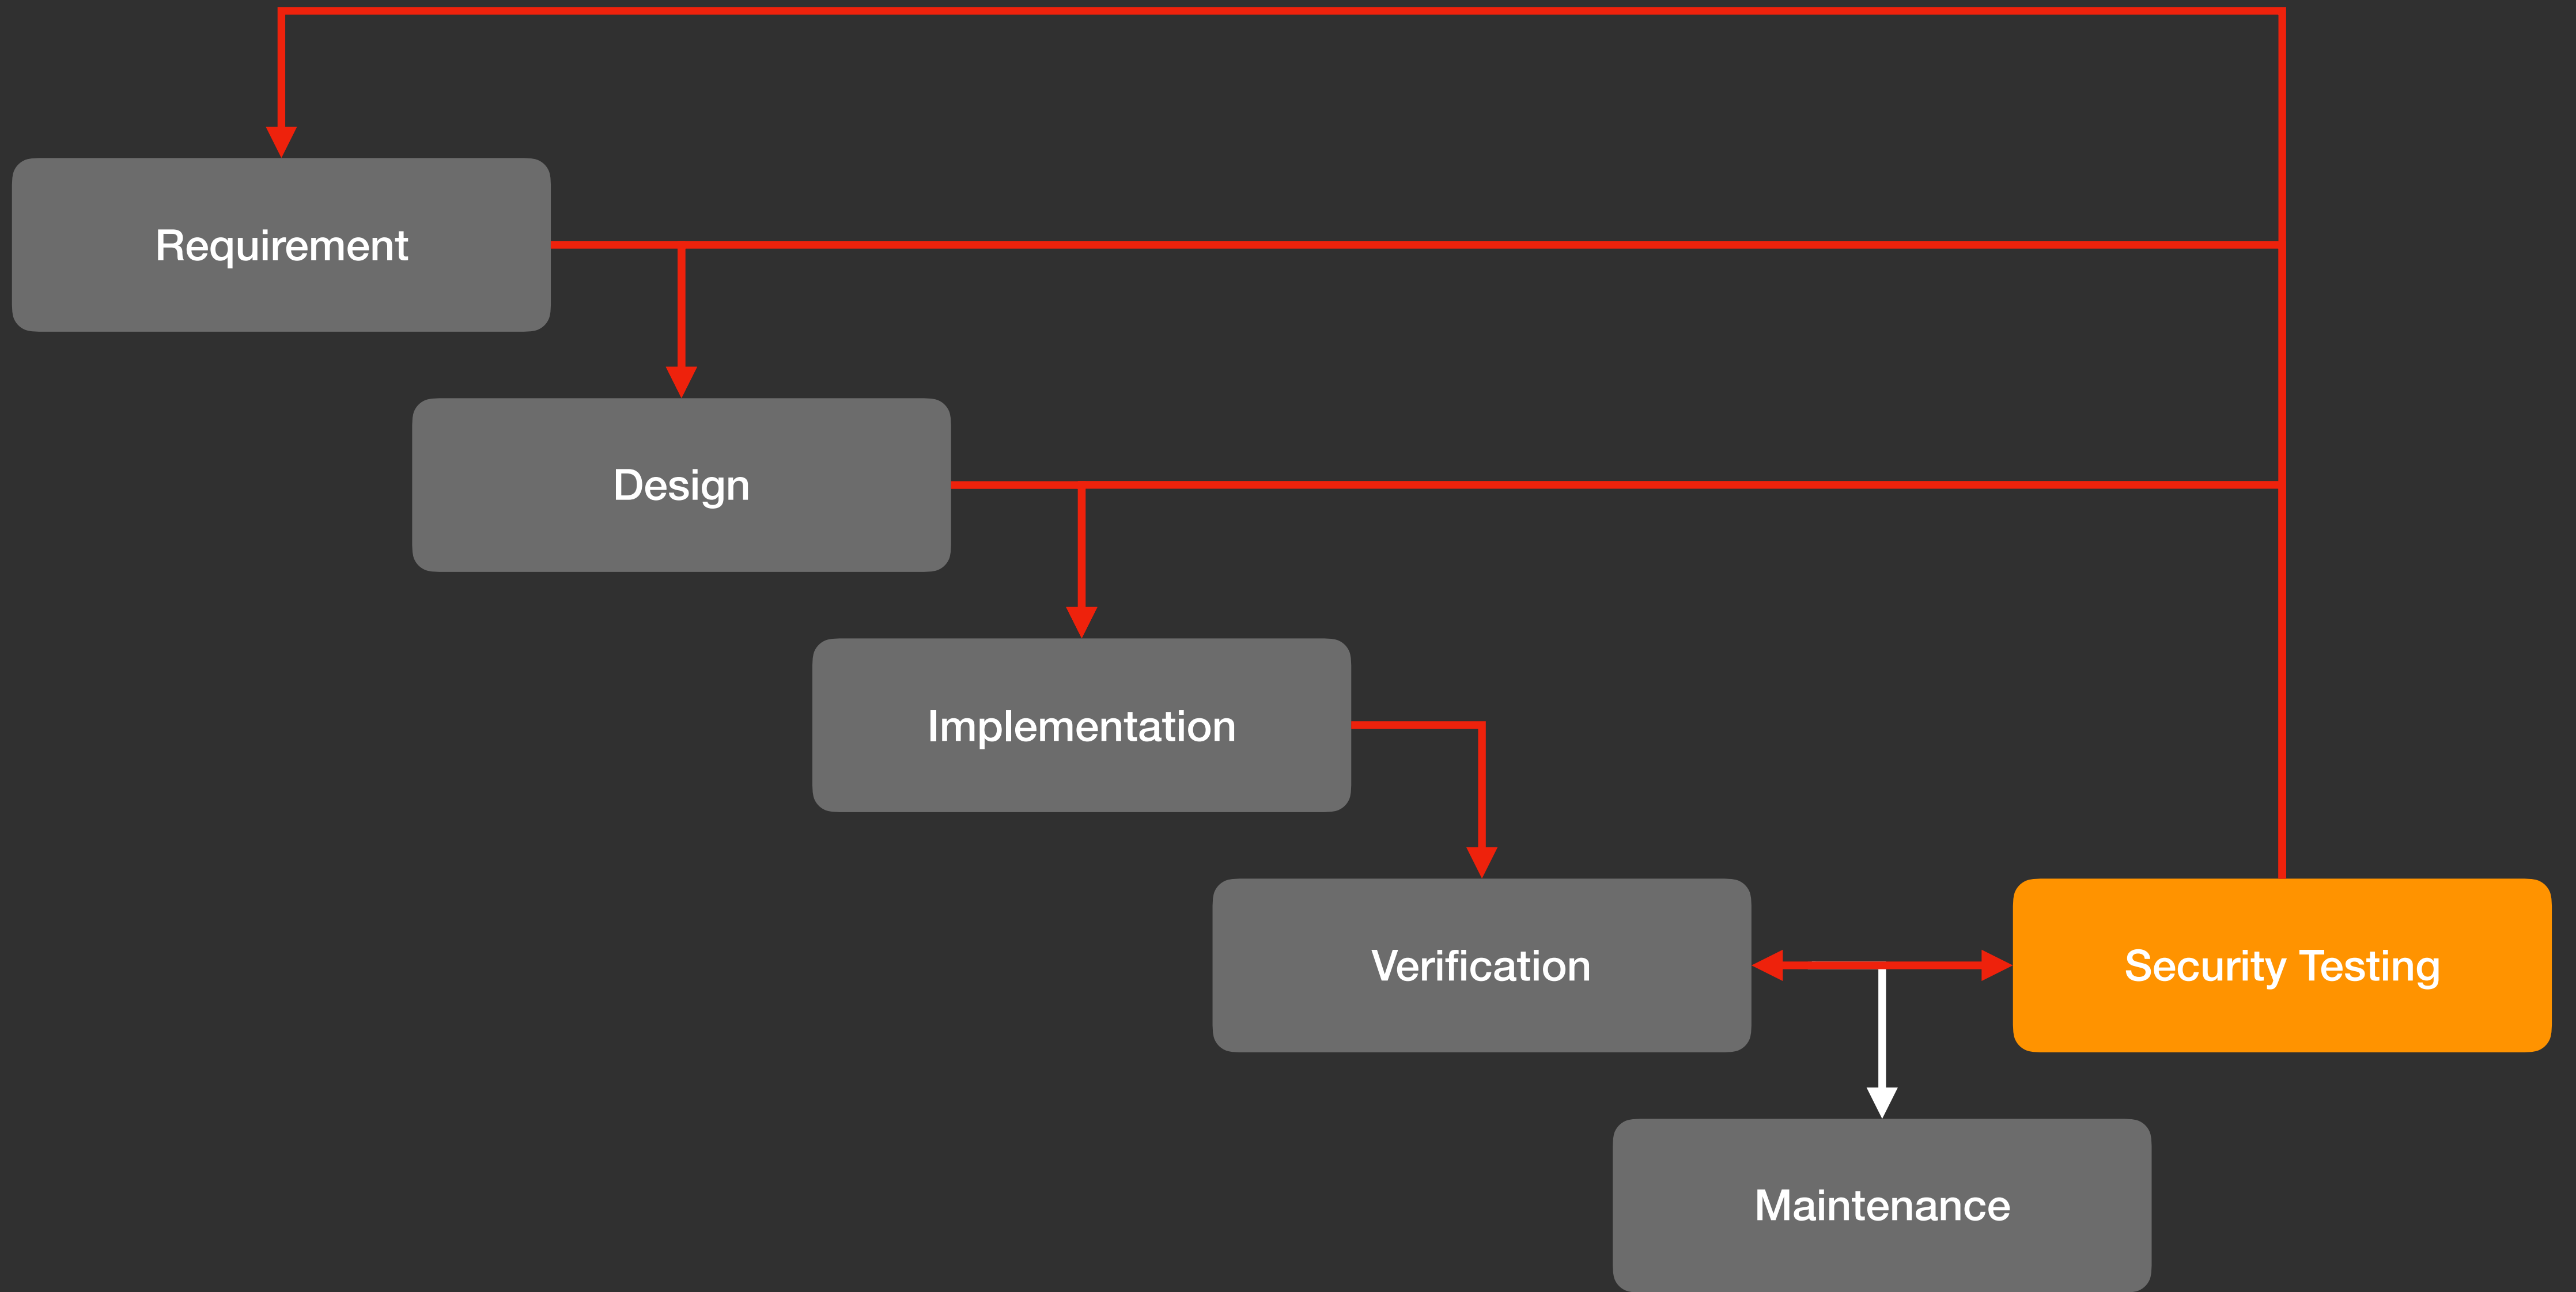 Requirement
Design
Implementation
Verification
Security Testing
Maintenance